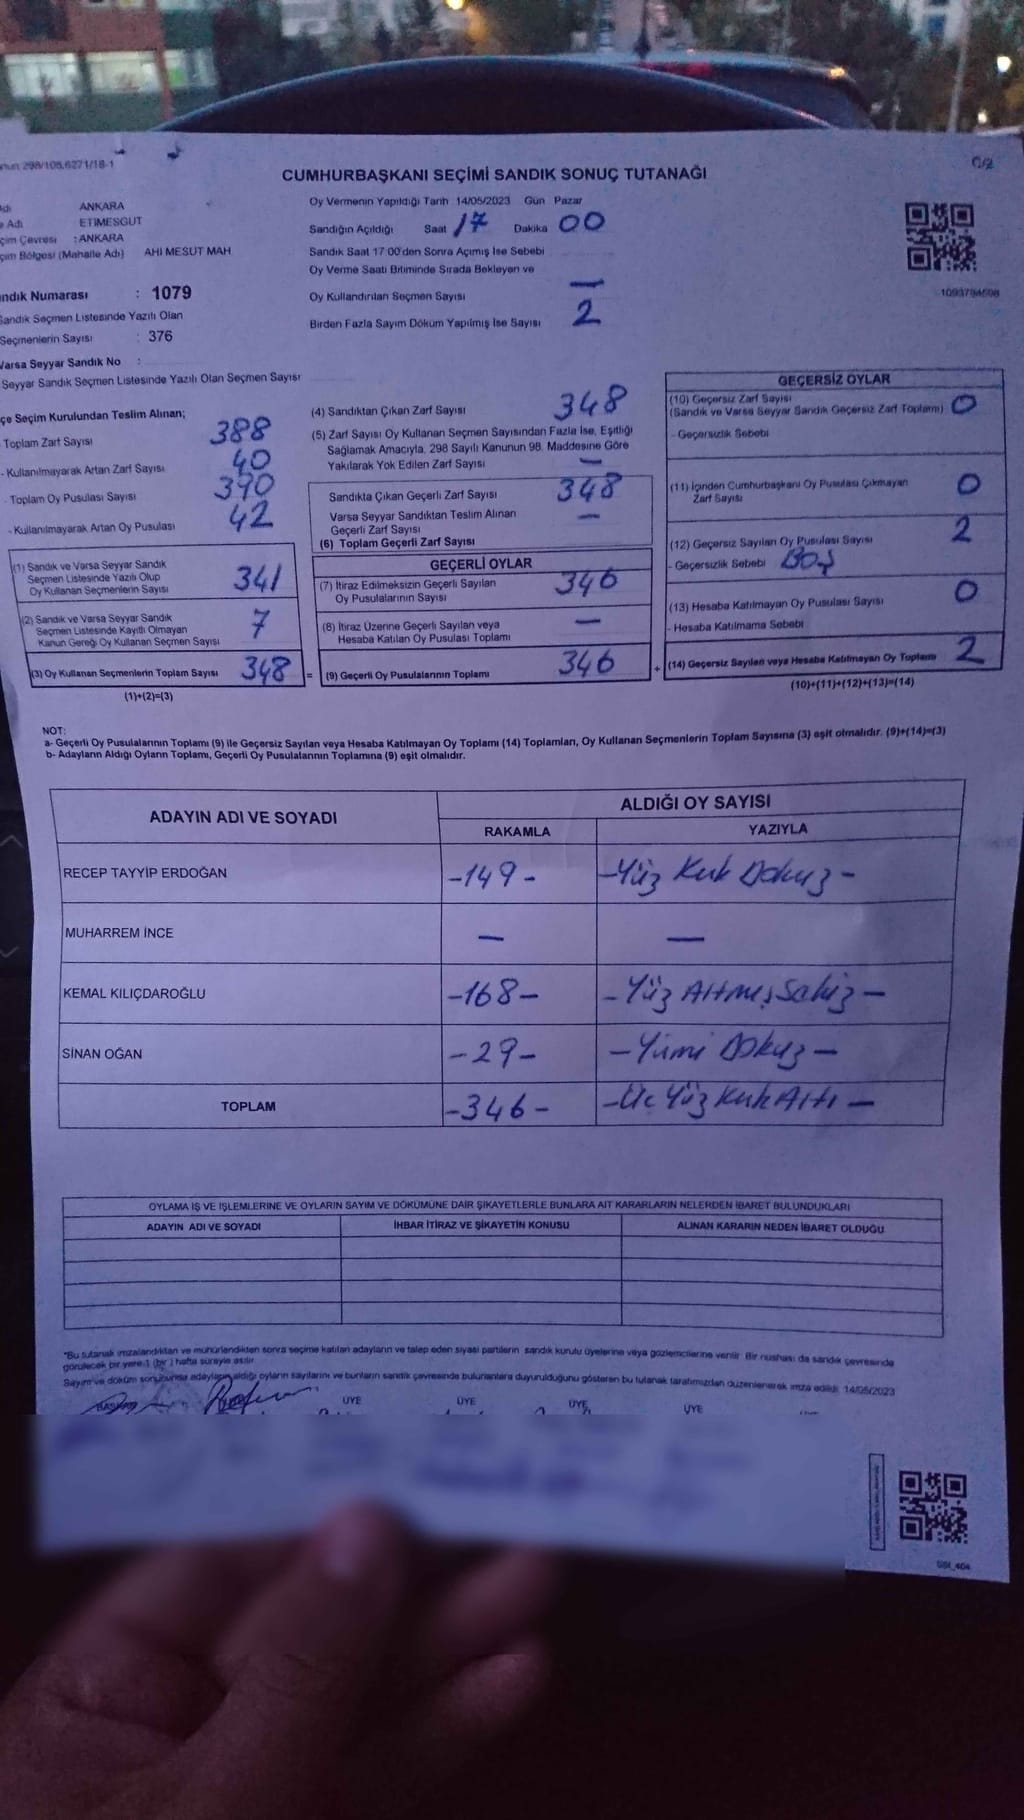 298/108,6271/18-1
C/2
CUMHURBAŞKANI SEÇİMİ SANDIK SONUÇ TUTANAĞI
ANKARA
Adı ETİMESGUT
çim Çevresi : ANKARA
çim Bölgesi (Mahalle Adı) AHİ MESUT MAH
ndık Numarası : 1079
Sandık Seçmen Listesinde Yazılı Olan
Seçmenlerin Sayısı : 376
Varsa Seyyar Sandık No :
Seyyar Sandık Seçmen Listesinde Yazılı Olan Seçmen Sayısı
Oy Vermenin Yapıldığı Tarih 14/05/2023 Gün Pazar
Sandığın Açıldığı Saat 17 Dakika 00
Sandık Saat 17:00'den Sonra Açımış İse Sebebi
Oy Verme Saati Bitiminde Sırada Bekleyen ve
Oy Kullandırılan Seçmen Sayısı —
Birden Fazla Sayım Döküm Yapılmış İse Sayısı 2
1093794698
çe Seçim Kurulundan Teslim Alınan;
Toplam Zarf Sayısı 388
- Kullanılmayarak Artan Zarf Sayısı 40
- Toplam Oy Pusulası Sayısı 390
- Kullanılmayarak Artan Oy Pusulası 42
(1) Sandık ve Varsa Seyyar Sandık
Seçmen Listesinde Yazılı Olup
Oy Kullanan Seçmenlerin Sayısı 341
(2) Sandık ve Varsa Seyyar Sandık
Seçmen Listesinde Kayıtlı Olmayan
Kanun Gereği Oy Kullanan Seçmen Sayısı 7
(3) Oy Kullanan Seçmenlerin Toplam Sayısı 348 =
(1)+(2)=(3)
(4) Sandıktan Çıkan Zarf Sayısı 348
(5) Zarf Sayısı Oy Kullanan Seçmen Sayısından Fazla İse, Eşitliği
Sağlamak Amacıyla, 298 Sayılı Kanunun 98. Maddesine Göre
Yakılarak Yok Edilen Zarf Sayısı —
Sandıkta Çıkan Geçerli Zarf Sayısı 348
Varsa Seyyar Sandıktan Teslim Alınan
Geçerli Zarf Sayısı —
(6) Toplam Geçerli Zarf Sayısı
GEÇERLİ OYLAR
(7) İtiraz Edilmeksizin Geçerli Sayılan
Oy Pusulalarının Sayısı 346
(8) İtiraz Üzerine Geçerli Sayılan veya
Hesaba Katılan Oy Pusulası Toplamı —
(9) Geçerli Oy Pusulalarının Toplamı 346 +
GEÇERSİZ OYLAR
(10) Geçersiz Zarf Sayısı
(Sandık ve Varsa Seyyar Sandık Geçersiz Zarf Toplamı) 0
- Geçersizlik Sebebi
(11) İçinden Cumhurbaşkanı Oy Pusulası Çıkmayan
Zarf Sayısı 0
(12) Geçersiz Sayılan Oy Pusulası Sayısı 2
- Geçersizlik Sebebi BOŞ
(13) Hesaba Katılmayan Oy Pusulası Sayısı 0
- Hesaba Katılmama Sebebi
(14) Geçersiz Sayılan veya Hesaba Katılmayan Oy Toplamı 2
(10)+(11)+(12)+(13)=(14)
NOT:
a- Geçerli Oy Pusulalarının Toplamı (9) ile Geçersiz Sayılan veya Hesaba Katılmayan Oy Toplamı (14) Toplamları, Oy Kullanan Seçmenlerin Toplam Sayısına (3) eşit olmalıdır. (9)+(14)=(3)
b- Adayların Aldığı Oyların Toplamı, Geçerli Oy Pusulalarının Toplamına (9) eşit olmalıdır.
ADAYIN ADI VE SOYADI ALDIĞI OY SAYISI
RAKAMLA YAZIYLA
RECEP TAYYİP ERDOĞAN -149- -Yüz Kırk Dokuz-
MUHARREM İNCE — —
KEMAL KILIÇDAROĞLU -168- -Yüz Altmış Sekiz-
SİNAN OĞAN -29- -Yirmi Dokuz-
TOPLAM -346- -Üç Yüz Kırk Altı-
OYLAMA İŞ VE İŞLEMLERİNE VE OYLARIN SAYIM VE DÖKÜMÜNE DAİR ŞİKAYETLERLE BUNLARA AİT KARARLARIN NELERDEN İBARET BULUNDUKLARI
ADAYIN ADI VE SOYADI İHBAR İTİRAZ VE ŞİKAYETİN KONUSU ALINAN KARARIN NEDEN İBARET OLDUĞU
*Bu tutanak imzalandıktan ve mühürlendikten sonra seçime katılan adayların ve talep eden siyasi partilerin sandık kurulu üyelerine veya gözlemcilerine verilir. Bir nüshası da sandık çevresinde
görülecek bir yere 1 (bir) hafta süreyle asılır
Sayım ve döküm sonucunda adayların aldığı oyların sayılarını ve bunların sandık çevresinde bulunanlara duyurulduğunu gösteren bu tutanak tarafımızdan düzenlenerek imza edildi. 14/05/2023
BAŞKAN ÜYE ÜYE ÜYE ÜYE